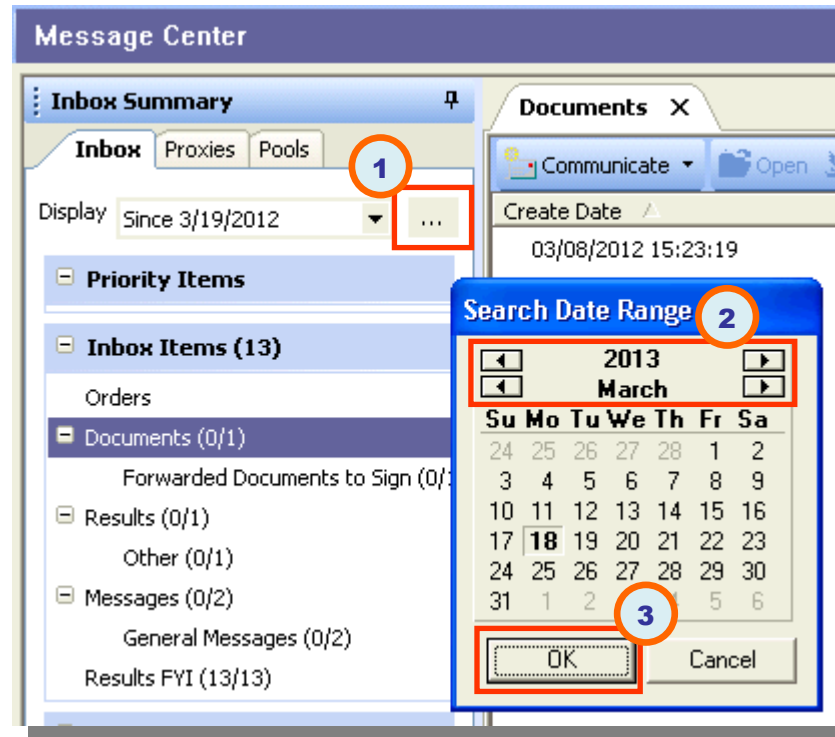 Message Center
Inbox Summary
Inbox Proxies Pools
1
Display Since 3/19/2012 ...
Priority Items
Inbox Items (13)
Orders
Documents (0/1)
Forwarded Documents to Sign (0/
Results (0/1)
Other (0/1)
Messages (0/2)
General Messages (0/2)
Results FYI (13/13)
Documents X
Communicate Open
Create Date
03/08/2012 15:23:19
Search Date Range
2
2013
March
Su Mo Tu We Th Fr Sa
24 25 26 27 28 1 2
3 4 5 6 7 8 9
10 11 12 13 14 15 16
17 18 19 20 21 22 23
24 25 26 27 28 29 30
31 1 2 4 5 6
3
OK Cancel